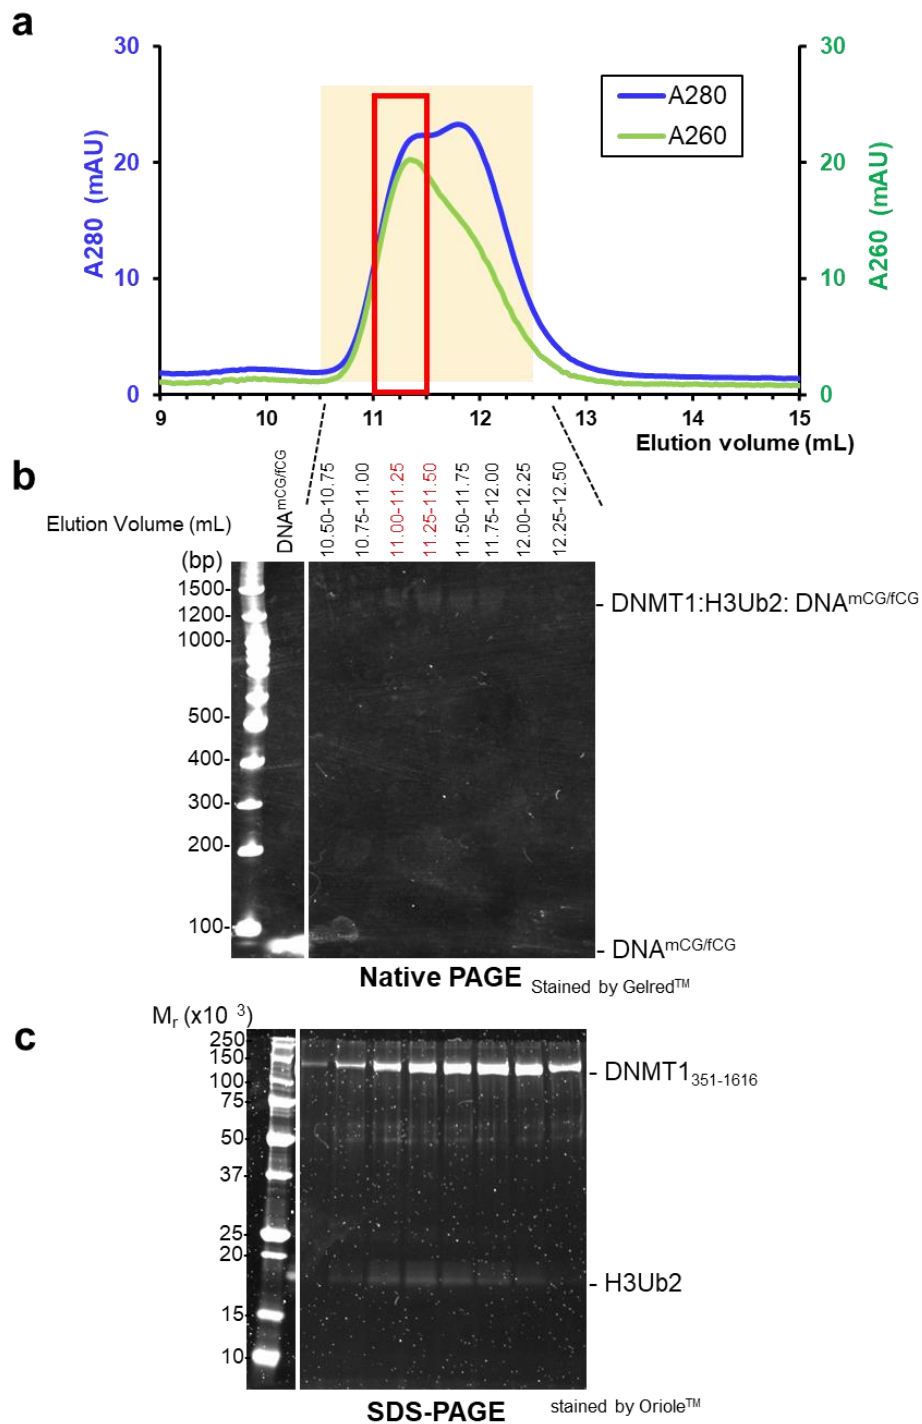 a
30
20
10
0
A280 (mAU)
30
20
10
0
A260 (mAU)
A280
A260
9
10
11
12
13
14
15
Elution volume (mL)
b
Elution Volume (mL)
DNAmCG/fCG
10.50-10.75
10.75-11.00
11.00-11.25
11.25-11.50
11.50-11.75
11.75-12.00
12.00-12.25
12.25-12.50
(bp)
1500-
1200-
1000-
500-
400-
300-
200-
100-
- DNMT1:H3Ub2: DNAmCG/fCG
- DNAmCG/fCG
Native PAGE Stained by Gelred™
c
Mr (x10 3)
250
150
100
75
50
37
25
20
15
10
- DNMT1351-1616
- H3Ub2
SDS-PAGE stained by Oriole™